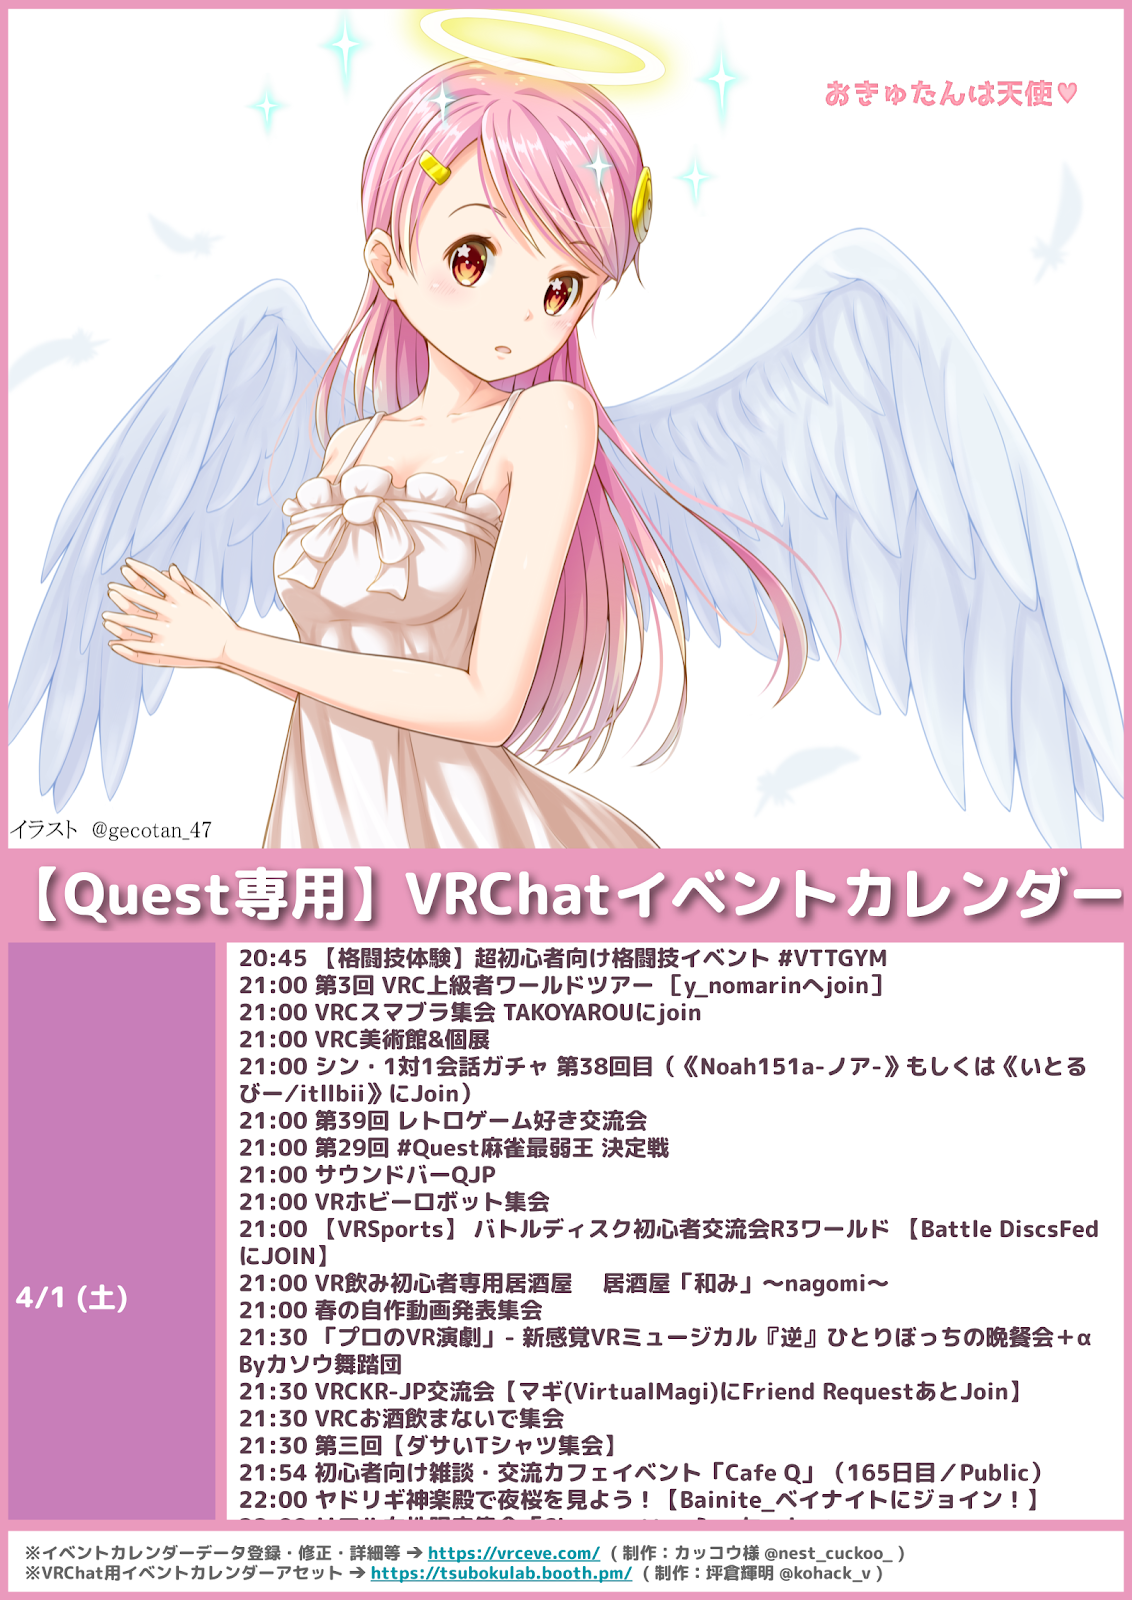 おきゅたんは天使♥
イラスト @gecotan_47
【Quest専用】VRChatイベントカレンダー
4/1 (土)
20:45 【格闘技体験】超初心者向け格闘技イベント #VTTGYM
21:00 第3回 VRC上級者ワールドツアー ［y_nomarinへjoin］
21:00 VRCスマブラ集会 TAKOYAROUにjoin
21:00 VRC美術館&個展
21:00 シン・1対1会話ガチャ 第38回目（《Noah151a-ノア-》もしくは《いとる
びー/itllbii》にJoin）
21:00 第39回 レトロゲーム好き交流会
21:00 第29回 #Quest麻雀最弱王 決定戦
21:00 サウンドバーQJP
21:00 VRホビーロボット集会
21:00 【VRSports】 バトルディスク初心者交流会R3ワールド 【Battle DiscsFed
にJOIN】
21:00 VR飲み初心者専用居酒屋　居酒屋「和み」～nagomi～
21:00 春の自作動画発表集会
21:30 「プロのVR演劇」- 新感覚VRミュージカル『逆』ひとりぼっちの晩餐会＋α
Byカソウ舞踏団
21:30 VRCKR-JP交流会【マギ(VirtualMagi)にFriend RequestあとJoin】
21:30 VRCお酒飲まないで集会
21:30 第三回【ダサいTシャツ集会】
21:54 初心者向け雑談・交流カフェイベント「Cafe Q」（165日目／Public）
22:00 ヤドリギ神楽殿で夜桜を見よう！【Bainite_ベイナイトにジョイン！】
※イベントカレンダーデータ登録・修正・詳細等 ➔ https://vrceve.com/ （制作：カッコウ様 @nest_cuckoo_ ）
※VRChat用イベントカレンダーアセット ➔ https://tsubokulab.booth.pm/ （制作：坪倉輝明 @kohack_v ）